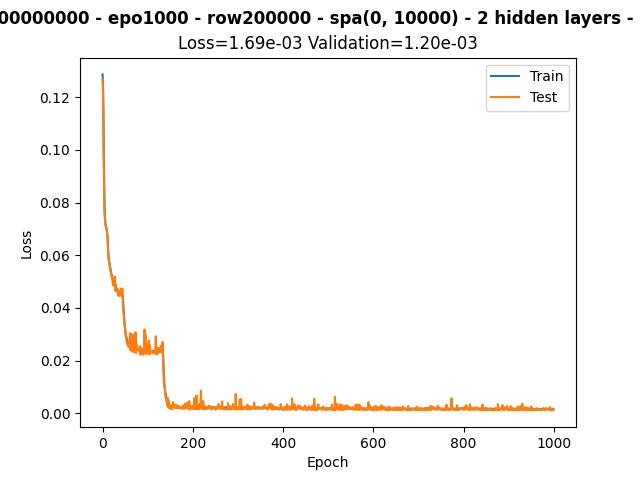 00000000 - epo1000 - row200000 - spa(0, 10000) - 2 hidden layers -
Loss=1.69e-03 Validation=1.20e-03
Train
Test
0.12
0.10
0.08
0.06
0.04
0.02
0.00
Loss
0 200 400 600 800 1000
Epoch